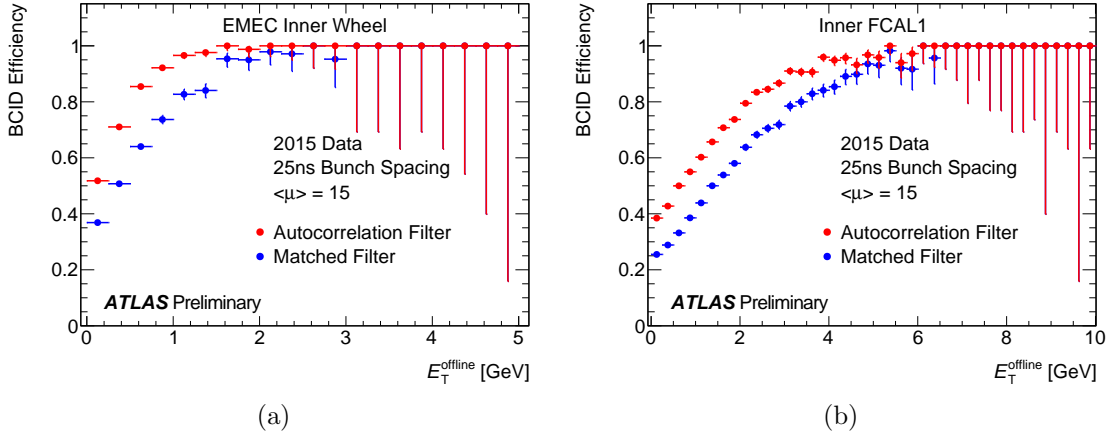 EMEC Inner Wheel
BCID Efficiency
1
0.8
0.6
0.4
0.2
0
2015 Data
25ns Bunch Spacing
<μ> = 15
Autocorrelation Filter
Matched Filter
ATLAS Preliminary
0 1 2 3 4 5
E_T^offline [GeV]
(a)
Inner FCAL1
BCID Efficiency
1
0.8
0.6
0.4
0.2
0
2015 Data
25ns Bunch Spacing
<μ> = 15
Autocorrelation Filter
Matched Filter
ATLAS Preliminary
0 2 4 6 8 10
E_T^offline [GeV]
(b)